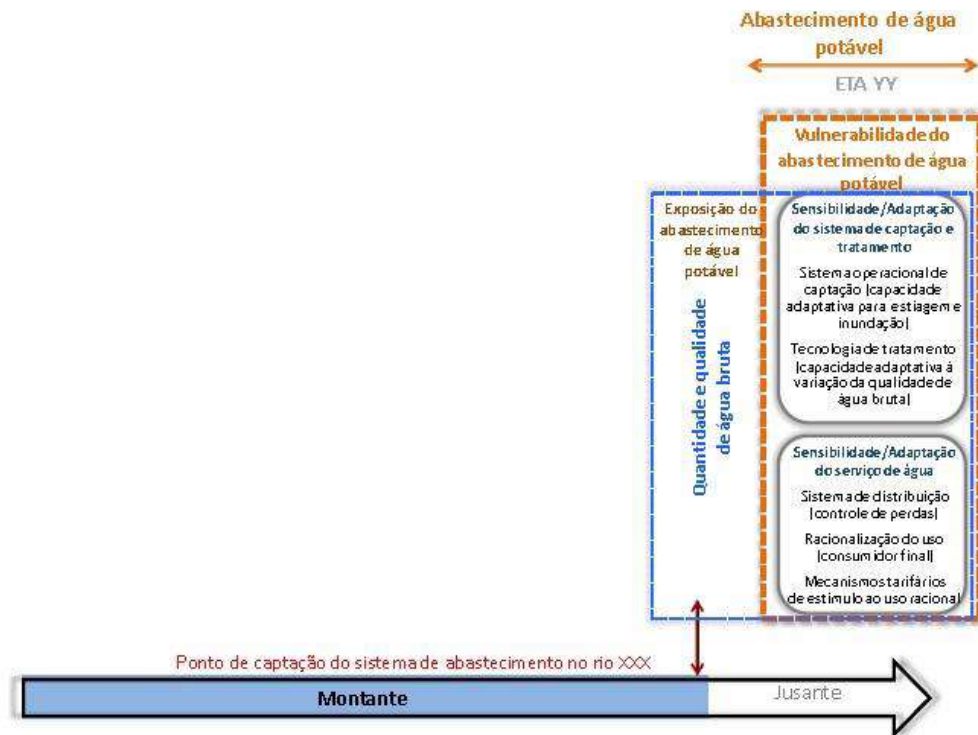 Abastecimento de água
potável
ETA YY
Vulnerabilidade do
abastecimento de água
potável
Exposição do
abastecimento
de água
potável
Quantidade e qualidade
de água bruta
Sensibilidade/Adaptação
do sistema de captação e
tratamento
Sistema operacional de
captação (capacidade
adaptativa para estiagem e
inundação)
Tecnologia de tratamento
(capacidade adaptativa à
variação da qualidade de
água bruta)
Sensibilidade/Adaptação
do serviço de água
Sistema de distribuição
(controle de perdas)
Racionalização do uso
(consumidor final)
Mecanismos tarifários
de estímulo ao uso racional
Ponto de captação do sistema de abastecimento no rio XXX
Montante
Jusante